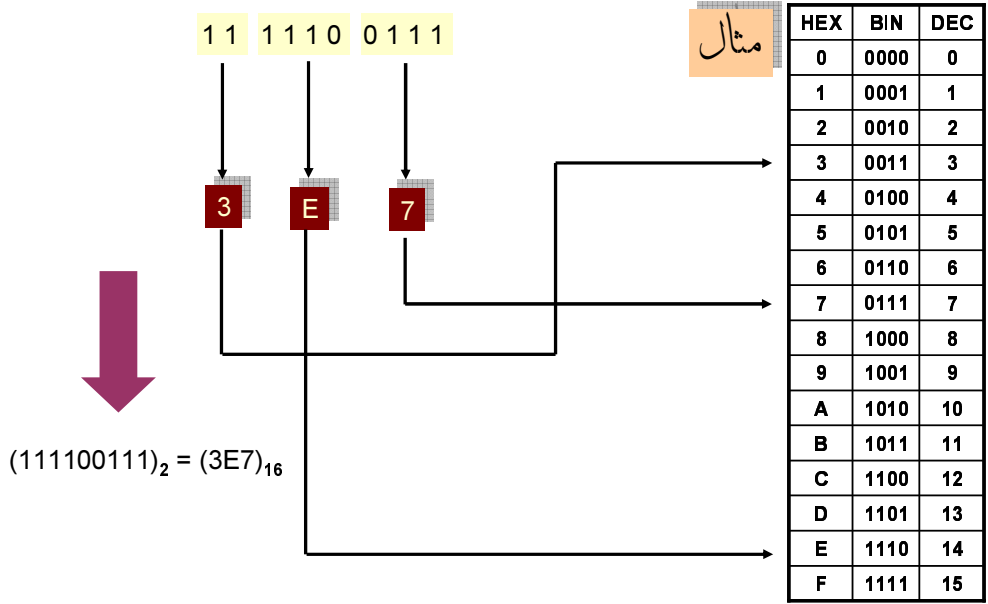 1 1 1 1 1 0 0 1 1 1
مثال
3 E 7
(111100111)2 = (3E7)16
HEX BIN DEC
0 0000 0
1 0001 1
2 0010 2
3 0011 3
4 0100 4
5 0101 5
6 0110 6
7 0111 7
8 1000 8
9 1001 9
A 1010 10
B 1011 11
C 1100 12
D 1101 13
E 1110 14
F 1111 15